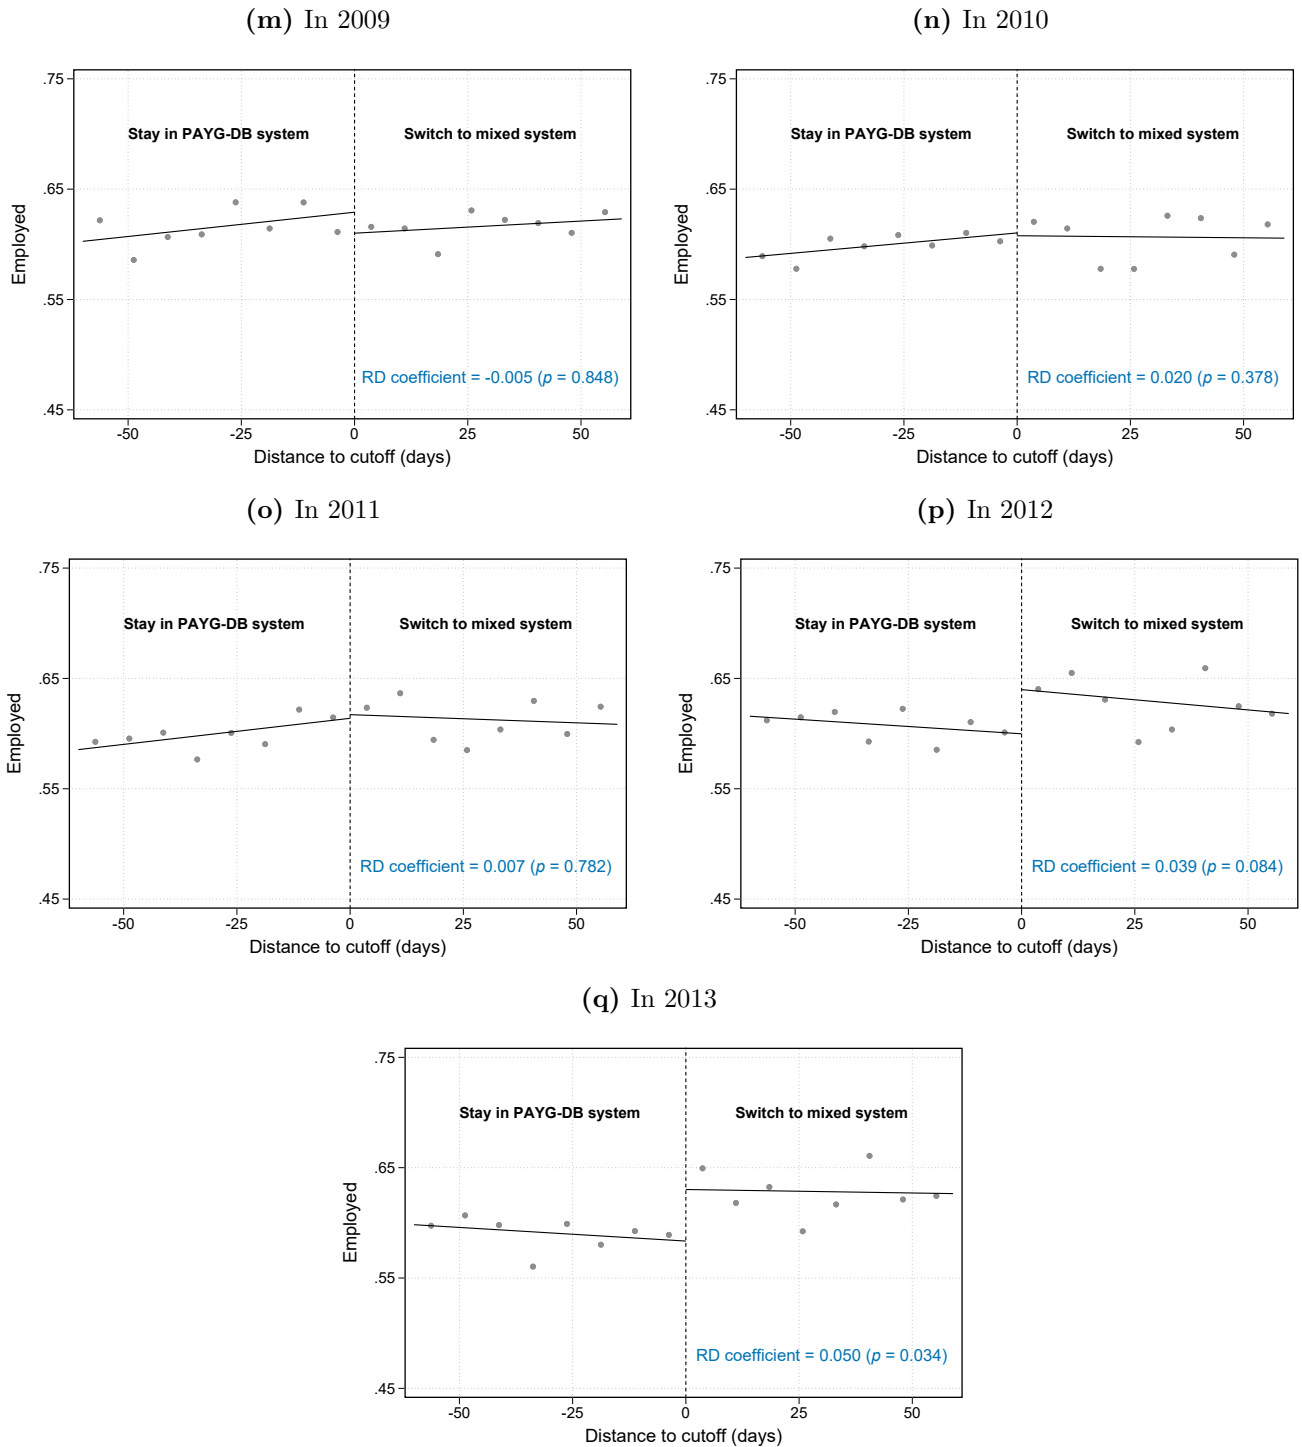 (m) In 2009
.75
.65
.55
.45
Employed
Stay in PAYG-DB system
Switch to mixed system
RD coefficient = -0.005 (p = 0.848)
-50 -25 0 25 50
Distance to cutoff (days)
(n) In 2010
.75
.65
.55
.45
Employed
Stay in PAYG-DB system
Switch to mixed system
RD coefficient = 0.020 (p = 0.378)
-50 -25 0 25 50
Distance to cutoff (days)
(o) In 2011
.75
.65
.55
.45
Employed
Stay in PAYG-DB system
Switch to mixed system
RD coefficient = 0.007 (p = 0.782)
-50 -25 0 25 50
Distance to cutoff (days)
(p) In 2012
.75
.65
.55
.45
Employed
Stay in PAYG-DB system
Switch to mixed system
RD coefficient = 0.039 (p = 0.084)
-50 -25 0 25 50
Distance to cutoff (days)
(q) In 2013
.75
.65
.55
.45
Employed
Stay in PAYG-DB system
Switch to mixed system
RD coefficient = 0.050 (p = 0.034)
-50 -25 0 25 50
Distance to cutoff (days)